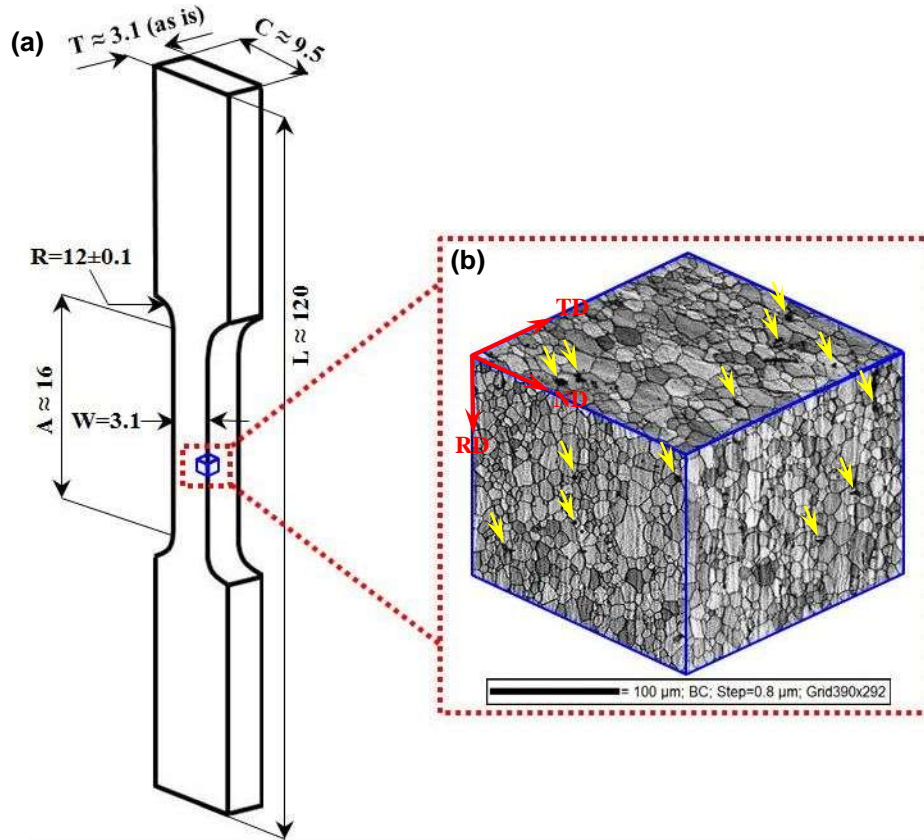 (a)
T ≈ 3.1 (as is)
C ≈ 9.5
R=12±0.1
A ≈ 16
W=3.1
L ≈ 120
(b)
TD
ND
RD
= 100 µm; BC; Step=0.8 µm; Grid390x292